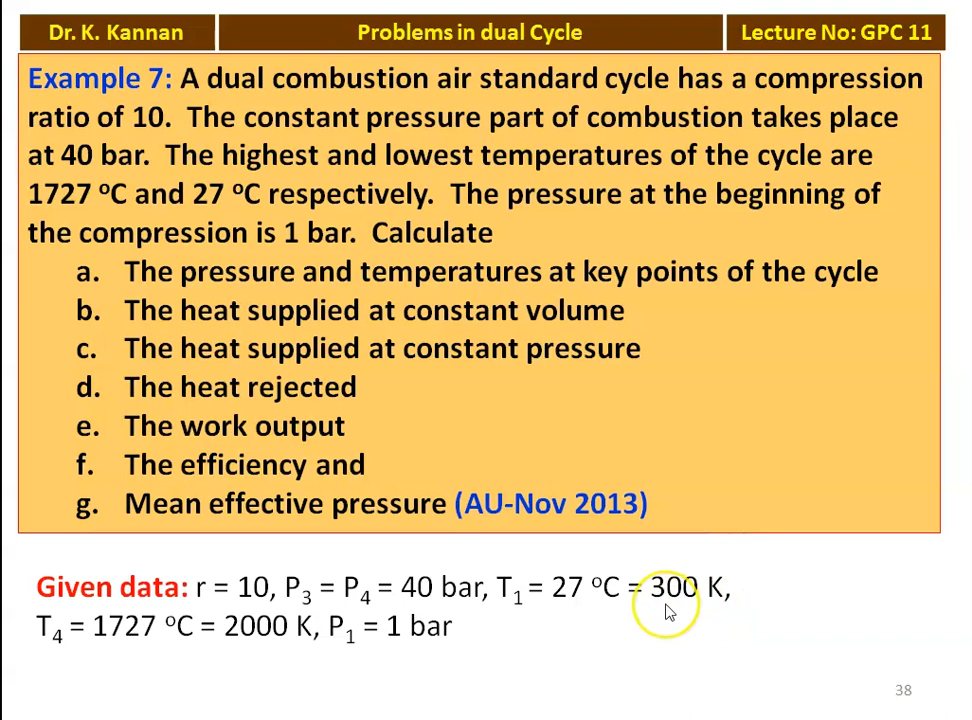 Dr. K. Kannan
Problems in dual Cycle
Lecture No: GPC 11
Example 7: A dual combustion air standard cycle has a compression
ratio of 10. The constant pressure part of combustion takes place
at 40 bar. The highest and lowest temperatures of the cycle are
1727 ºC and 27 ºC respectively. The pressure at the beginning of
the compression is 1 bar. Calculate
a. The pressure and temperatures at key points of the cycle
b. The heat supplied at constant volume
c. The heat supplied at constant pressure
d. The heat rejected
e. The work output
f. The efficiency and
g. Mean effective pressure (AU-Nov 2013)
Given data: r = 10, P₃ = P₄ = 40 bar, T₁ = 27 ºC = 300 K,
T₄ = 1727 ºC = 2000 K, P₁ = 1 bar
38